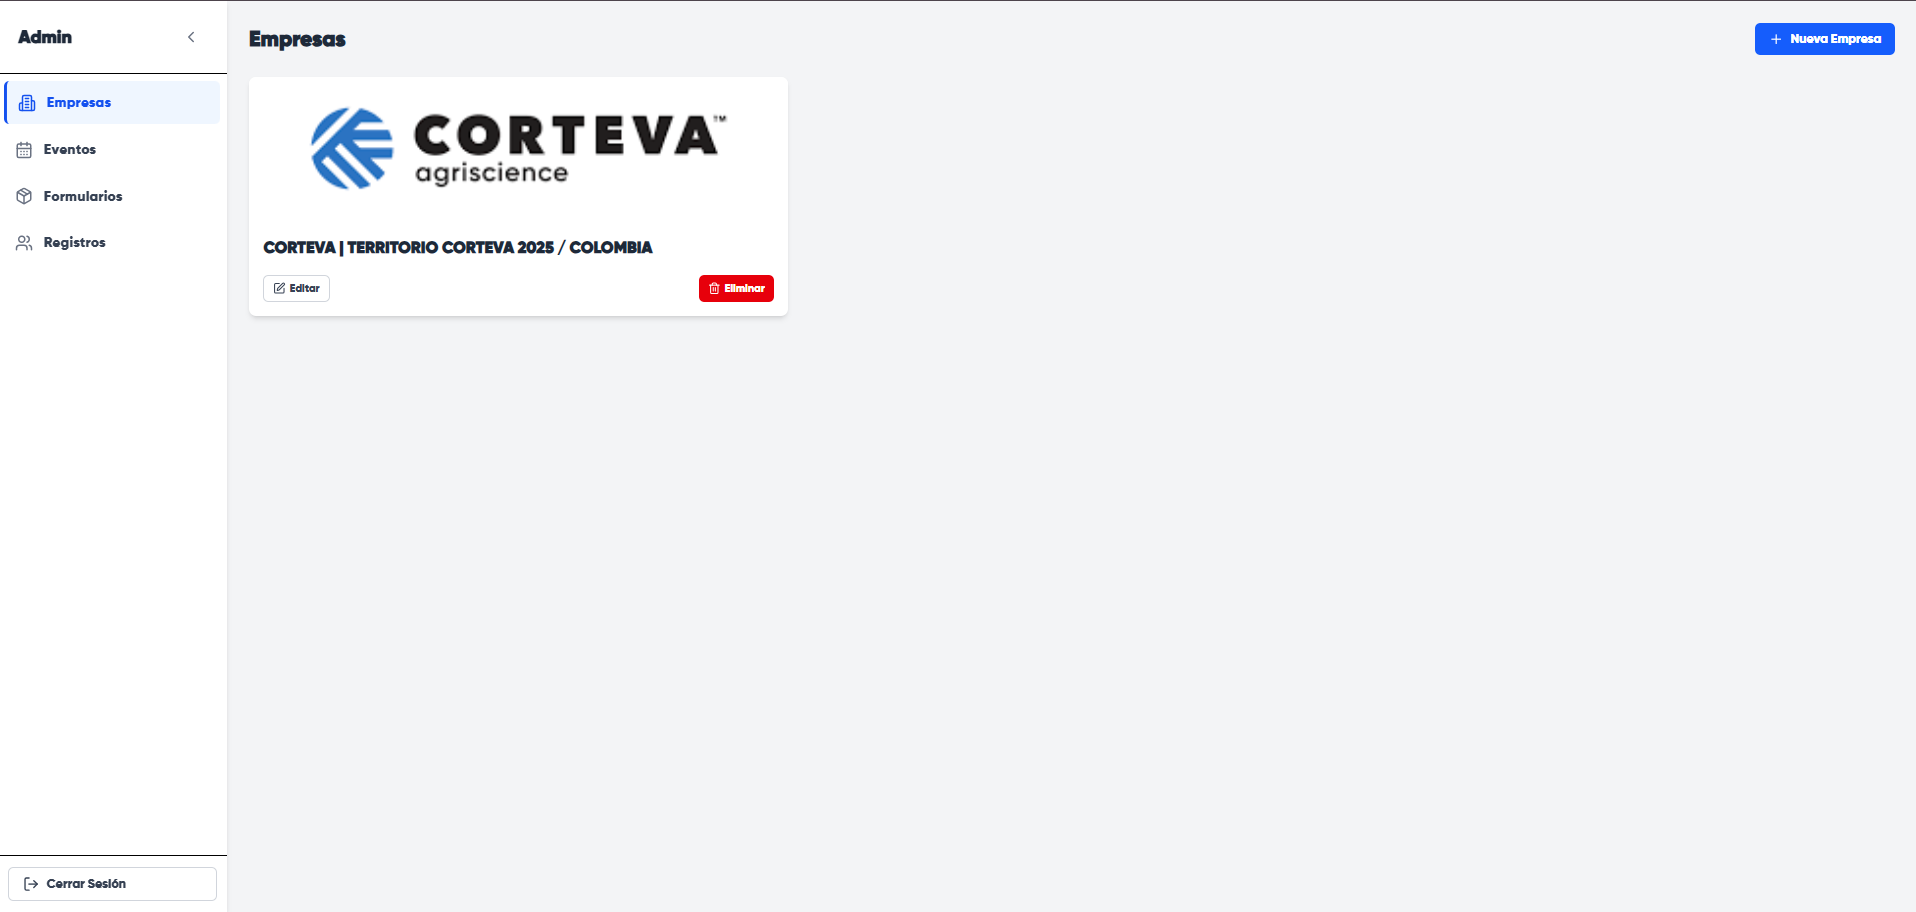 Admin
Empresas
Eventos
Formularios
Registros
Cerrar Sesión
Empresas
Nueva Empresa
CORTEVA™
agriscience
CORTEVA | TERRITORIO CORTEVA 2025 / COLOMBIA
Editar
Eliminar